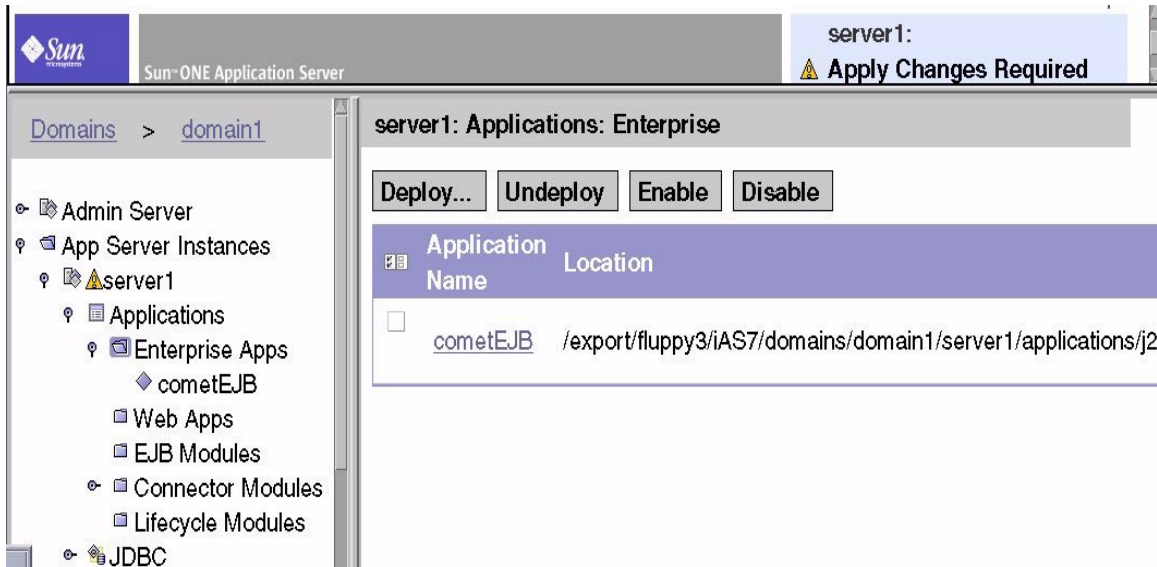 Sun
microsystems
Sun™ ONE Application Server
server1:
Apply Changes Required
Domains > domain1
Admin Server
App Server Instances
server1
Applications
Enterprise Apps
cometEJB
Web Apps
EJB Modules
Connector Modules
Lifecycle Modules
JDBC
server1: Applications: Enterprise
Deploy... Undeploy Enable Disable
Application
Name
Location
cometEJB /export/fluppy3/iAS7/domains/domain1/server1/applications/j2